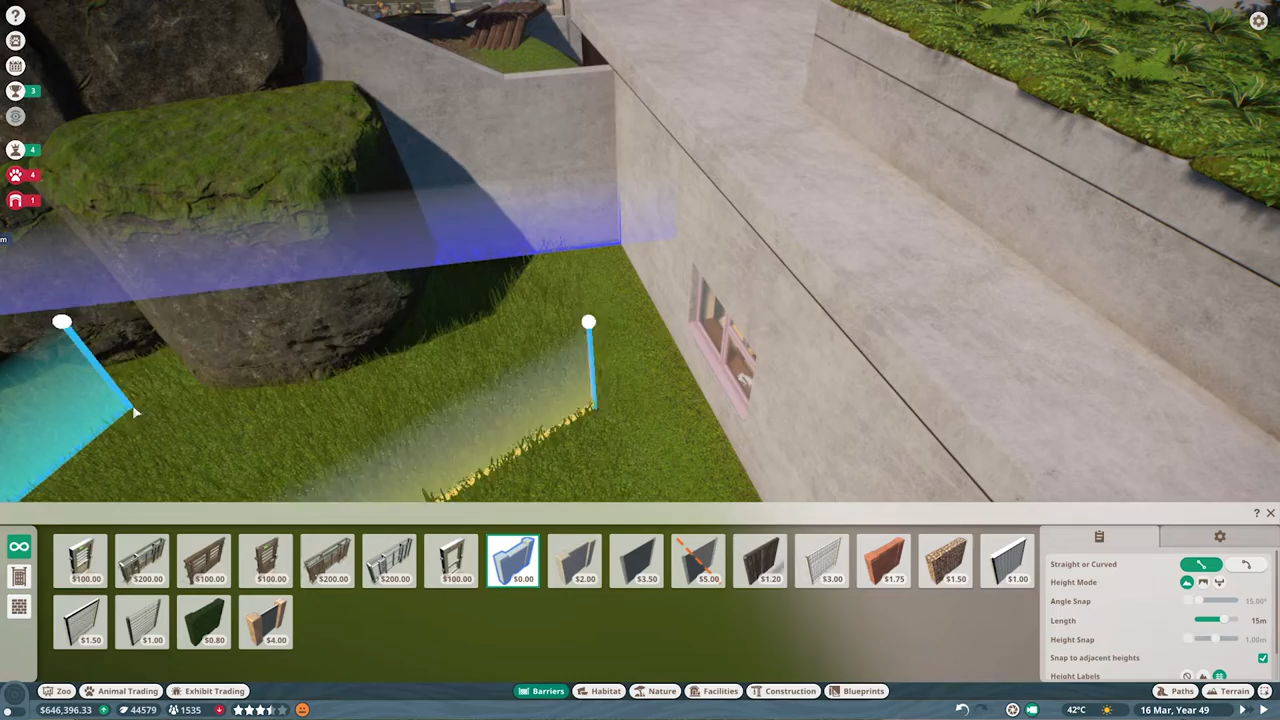 ?
3
4
4
1
m
?
$100.00 $200.00 $100.00 $100.00 $200.00 $200.00 $100.00 $0.00 $2.00 $3.50 $5.00 $1.20 $3.00 $1.75 $1.50 $1.00
$1.50 $1.00 $0.80 $4.00
Straight or Curved
Height Mode
Angle Snap 15.00°
Length 15m
Height Snap 1.00m
Snap to adjacent heights
Height Labels
Zoo Animal Trading Exhibit Trading Barriers Habitat Nature Facilities Construction Blueprints Paths Terrain
$646,396.33 44579 1535 42°C 16 Mar, Year 49